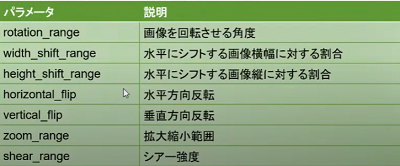 パラメータ 説明
rotation_range 画像を回転させる角度
width_shift_range 水平にシフトする画像横幅に対する割合
height_shift_range 水平にシフトする画像縦に対する割合
horizontal_flip 水平方向反転
vertical_flip 垂直方向反転
zoom_range 拡大縮小範囲
shear_range シアー強度